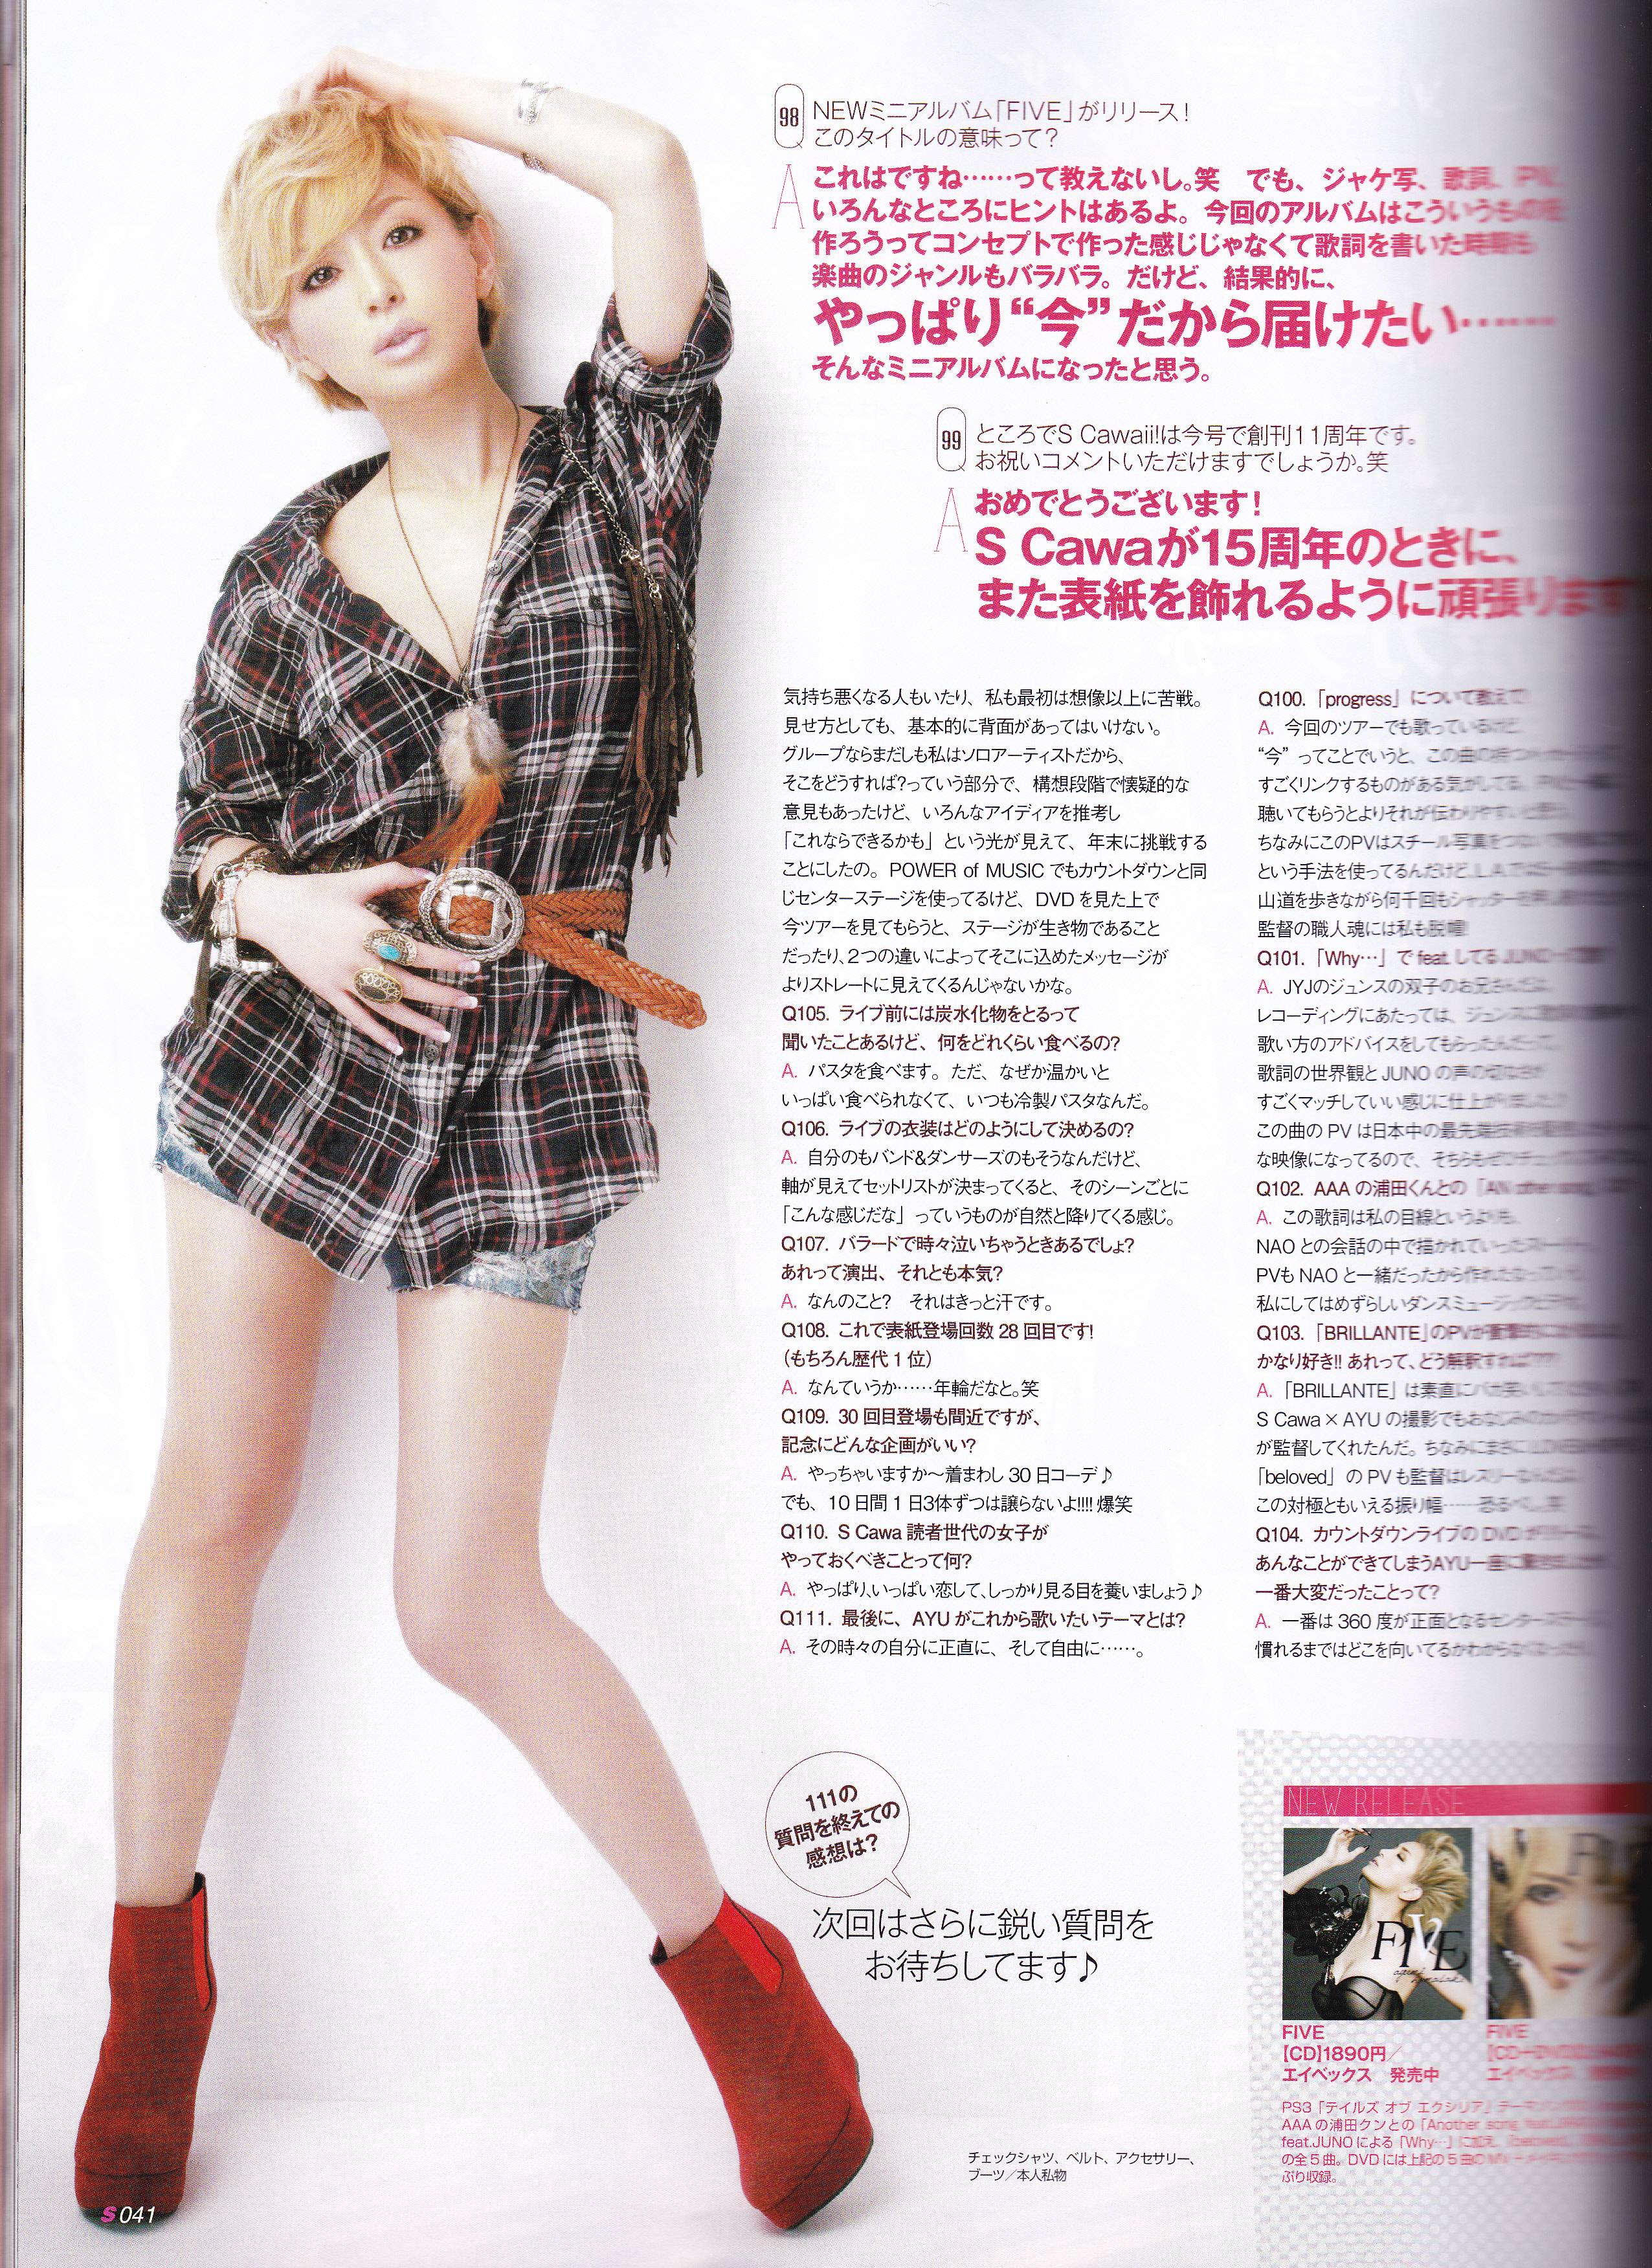 98
NEWミニアルバム「FIVE」がリリース!
このタイトルの意味って?
A
これはですね……って教えないし。笑 でも、ジャケ写、歌詞、PV、
いろんなところにヒントはあるよ。今回のアルバムはこういうものを
作ろうってコンセプトで作った感じじゃなくて歌詞を書いた時期も
楽曲のジャンルもバラバラ。だけど、結果的に、
やっぱり“今”だから届けたい……
そんなミニアルバムになったと思う。
99
ところでS Cawaii!は今号で創刊11周年です。
お祝いコメントいただけますでしょうか。笑
A
おめでとうございます!
S Cawaが15周年のときに、
また表紙を飾れるように頑張ります
気持ち悪くなる人もいたり、私も最初は想像以上に苦戦。
見せ方としても、基本的に背面があってはいけない。
グループならまだしも私はソロアーティストだから、
そこをどうすれば?っていう部分で、構想段階で懐疑的な
意見もあったけど、いろんなアイディアを推考し
「これならできるかも」という光が見えて、年末に挑戦する
ことにしたの。POWER of MUSICでもカウントダウンと同
じセンターステージを使ってるけど、DVDを見た上で
今ツアーを見てもらうと、ステージが生き物であること
だったり、2つの違いによってそこに込めたメッセージが
よりストレートに見えてくるんじゃないかな。
Q105. ライブ前には炭水化物をとるって
聞いたことあるけど、何をどれくらい食べるの?
A. パスタを食べます。ただ、なぜか温かいと
いっぱい食べられなくて、いつも冷製パスタなんだ。
Q106. ライブの衣装はどのようにして決めるの?
A. 自分のもバンド&ダンサーズのもそうなんだけど、
軸が見えてセットリストが決まってくると、そのシーンごとに
「こんな感じだな」っていうものが自然と降りてくる感じ。
Q107. バラードで時々泣いちゃうときあるでしょ?
あれって演出、それとも本気?
A. なんのこと? それはきっと汗です。
Q108. これで表紙登場回数28回目です!
(もちろん歴代1位)
A. なんていうか……年輪だなと。笑
Q109. 30回目登場も間近ですが、
記念にどんな企画がいい?
A. やっちゃいますか〜着まわし30日コーデ♪
でも、10日間1日3体ずつは譲らないよ!!!! 爆笑
Q110. S Cawa読者世代の女子が
やっておくべきことって何?
A. やっぱり、いっぱい恋して、しっかり見る目を養いましょう♪
Q111. 最後に、AYUがこれから歌いたいテーマとは?
A. その時々の自分に正直に、そして自由に……。
Q100.「progress」について教えて!
A. 今回のツアーでも歌っているけど、
“今”ってことでいうと、この曲の持つ
すごくリンクするものがある気がしてる。
聴いてもらうとよりそれが伝わりやすいと思う。
ちなみにこのPVはスチール写真を
という手法を使ってるんだけど、L.A.では
山道を歩きながら何千回もシャッターを
監督の職人魂には私も脱帽!
Q101.「Why…」でfeat.してるJUNO
A. JYJのジュンスの双子のお兄さん
レコーディングにあたっては、ジュンスに
歌い方のアドバイスをしてもらったんだって。
歌詞の世界観とJUNOの声の切なさが
すごくマッチしていい感じに仕上がりました。
この曲のPVは日本中の最先端技術を
な映像になってるので、そちらもぜひチェック
Q102. AAAの浦田くんとの「AN other song」
A. この歌詞は私の目線というよりも、
NAOとの会話の中で描かれていったストーリー。
PVもNAOと一緒だったから作れた
私にしてはめずらしいダンスミュージックビデオ。
Q103.「BRILLANTE」のPVが衝撃的
かなり好き!! あれって、どう解釈すれば???
A.「BRILLANTE」は素直に
S Cawa×AYUの撮影でもおなじみの
が監督してくれたんだ。ちなみにまさに
「beloved」のPVも監督はレスリーなんだよ。
この対極ともいえる振り幅……恐るべし。笑
Q104. カウントダウンライブのDVDが
あんなことができてしまうAYU一座に
一番大変だったことって?
A. 一番は360度が正面となるセンターステージ。
慣れるまではどこを向いてるかわからなくなったり、
111の
質問を終えての
感想は?
次回はさらに鋭い質問を
お待ちしてます♪
NEW RELEASE
FIVE
ayumi hamasaki
FIVE
FIVE
【CD】1890円／
エイベックス 発売中
FIVE
【CD+DVD】
エイベックス
PS3「テイルズ オブ エクシリア」テーマソング
AAAの浦田クンとの「Another song feat.
feat.JUNOによる「Why…」に加え、「beloved」
の全5曲。DVDには上記の5曲の
ぷり収録。
チェックシャツ、ベルト、アクセサリー、
ブーツ／本人私物
S 041